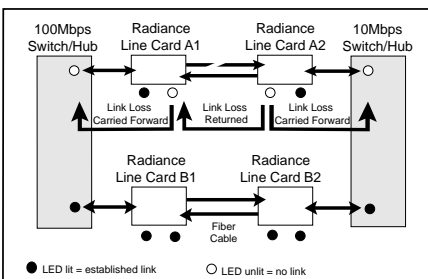 100Mbps
Switch/Hub
Radiance
Line Card A1
Radiance
Line Card A2
10Mbps
Switch/Hub
Link Loss
Carried Forward
Link Loss
Returned
Link Loss
Carried Forward
Radiance
Line Card B1
Radiance
Line Card B2
Fiber
Cable
LED lit = established link
LED unlit = no link